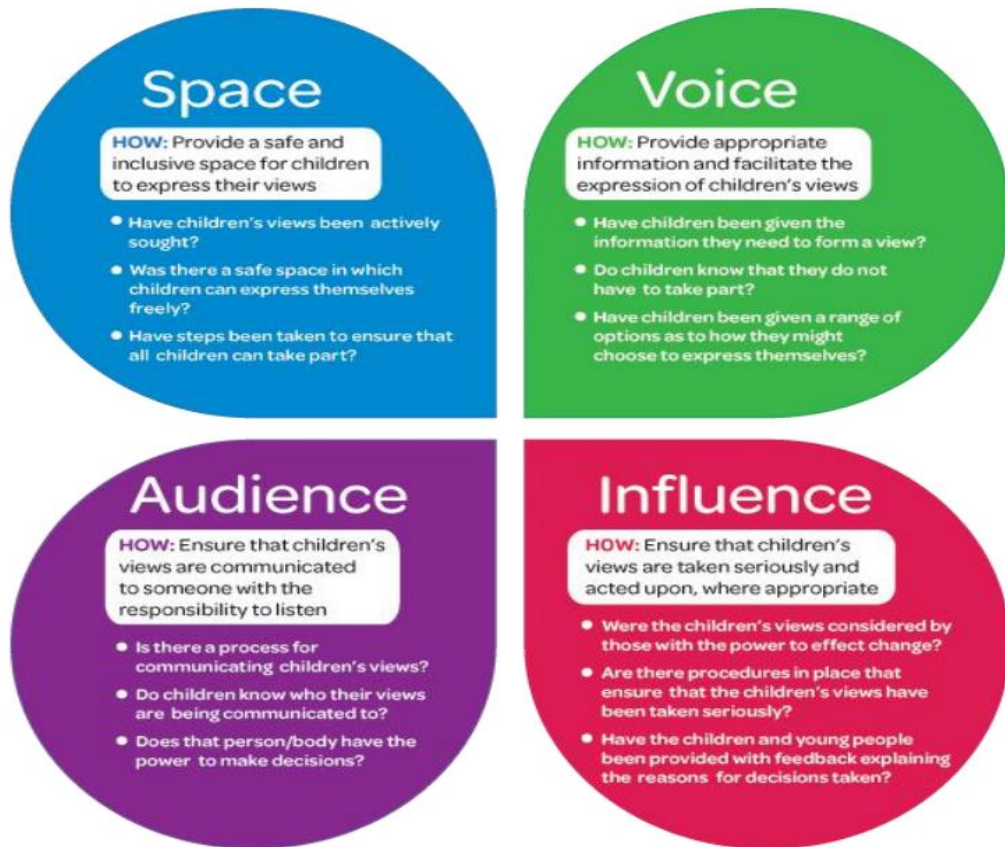 Space
HOW: Provide a safe and
inclusive space for children
to express their views
● Have children's views been actively
sought?
● Was there a safe space in which
children can express themselves
freely?
● Have steps been taken to ensure that
all children can take part?
Voice
HOW: Provide appropriate
information and facilitate the
expression of children's views
● Have children been given the
information they need to form a view?
● Do children know that they do not
have to take part?
● Have children been given a range of
options as to how they might
choose to express themselves?
Audience
HOW: Ensure that children's
views are communicated
to someone with the
responsibility to listen
● Is there a process for
communicating children's views?
● Do children know who their views
are being communicated to?
● Does that person/body have the
power to make decisions?
Influence
HOW: Ensure that children's
views are taken seriously and
acted upon, where appropriate
● Were the children's views considered by
those with the power to effect change?
● Are there procedures in place that
ensure that the children's views have
been taken seriously?
● Have the children and young people
been provided with feedback explaining
the reasons for decisions taken?